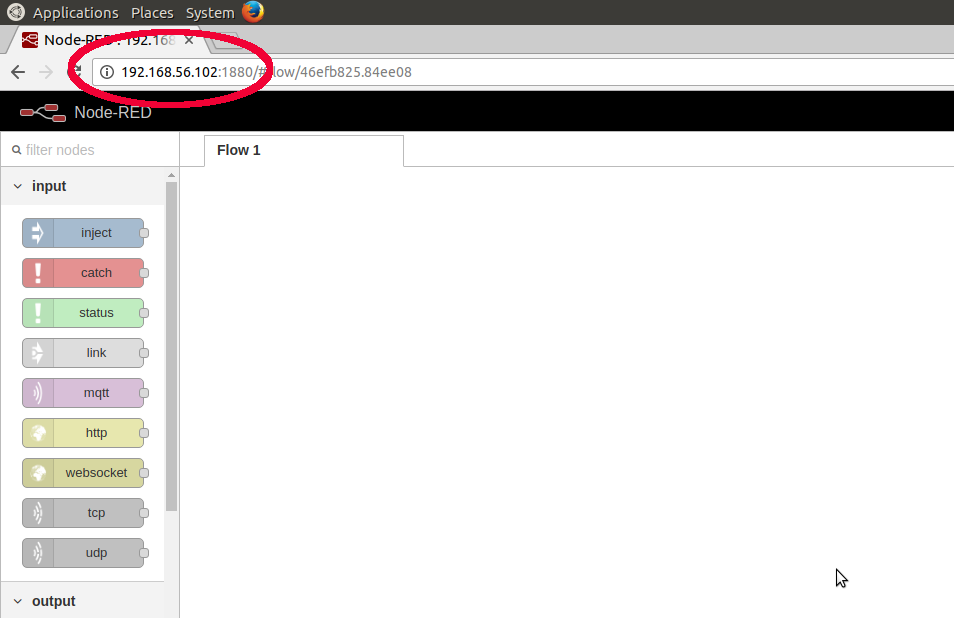 Applications Places System
Node-RED : 192.168
192.168.56.102:1880/#flow/46efb825.84ee08
Node-RED
filter nodes
Flow 1
input
inject
catch
status
link
mqtt
http
websocket
tcp
udp
output